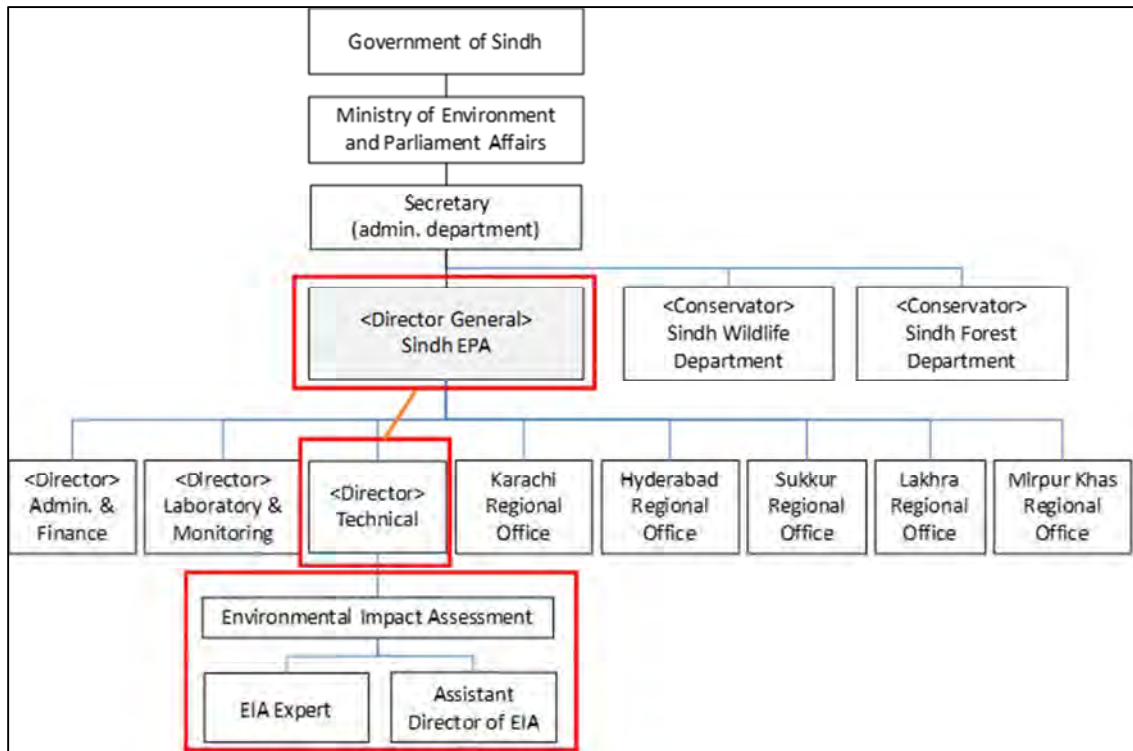 Government of Sindh
Ministry of Environment
and Parliament Affairs
Secretary
(admin. department)
<Director General>
Sindh EPA
<Conservator>
Sindh Wildlife
Department
<Conservator>
Sindh Forest
Department
<Director>
Admin. &
Finance
<Director>
Laboratory &
Monitoring
<Director>
Technical
Karachi
Regional
Office
Hyderabad
Regional
Office
Sukkur
Regional
Office
Lakhra
Regional
Office
Mirpur Khas
Regional
Office
Environmental Impact Assessment
EIA Expert
Assistant
Director of EIA